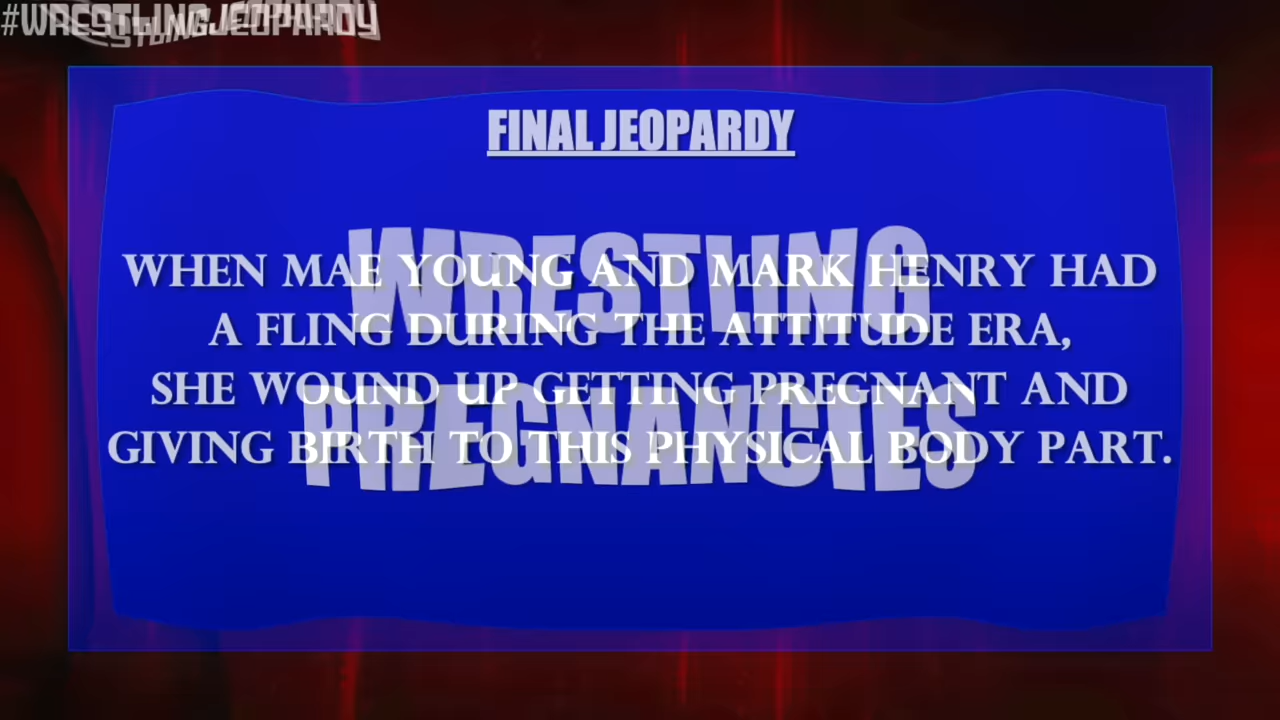 #WRESTLINGJEOPARDY
FINAL JEOPARDY
WRESTLING
PREGNANCIES
WHEN MAE YOUNG AND MARK HENRY HAD
A FLING DURING THE ATTITUDE ERA,
SHE WOUND UP GETTING PREGNANT AND
GIVING BIRTH TO THIS PHYSICAL BODY PART.